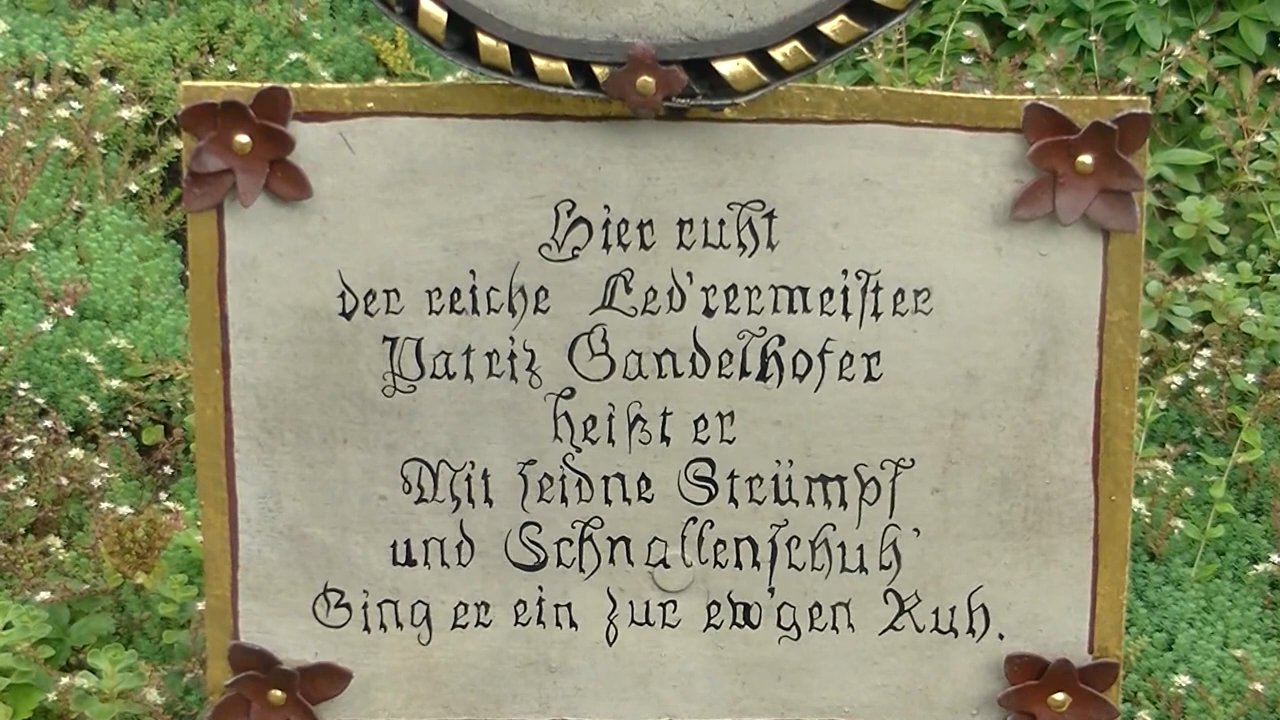 Hier ruht
der reiche Led'rermeister
Patriz Gandelhofer
heißt er
Mit seidne Strümpf
und Schnallenschuh'
Ging er ein zur ew'gen Ruh.